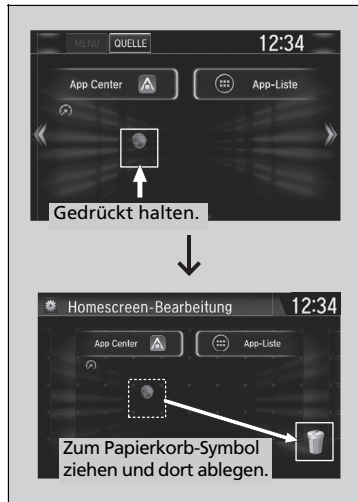 MENÜ QUELLE 12:34
App Center App-Liste
Gedrückt halten.
Homescreen-Bearbeitung 12:34
App Center App-Liste
Zum Papierkorb-Symbol
ziehen und dort ablegen.